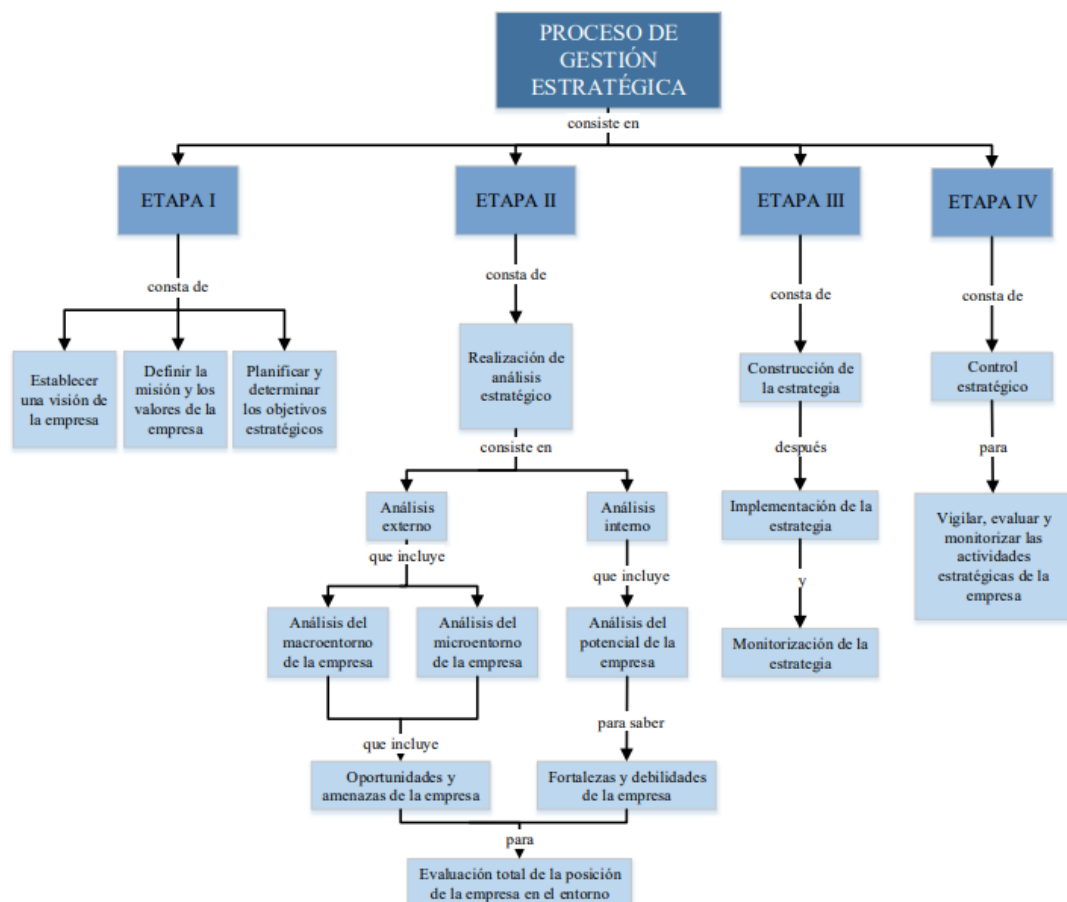 PROCESO DE
GESTIÓN
ESTRATÉGICA
consiste en
ETAPA I
ETAPA II
ETAPA III
ETAPA IV
consta de
consta de
consta de
consta de
Establecer
una visión de
la empresa
Definir la
misión y los
valores de la
empresa
Planificar y
determinar
los objetivos
estratégicos
Realización de
análisis
estratégico
Construcción de
la estrategia
Control
estratégico
consiste en
después
para
Análisis
externo
Análisis
interno
Implementación de la
estrategia
Vigilar, evaluar y
monitorizar las
actividades
estratégicas de la
empresa
que incluye
que incluye
y
Análisis del
macroentorno
de la empresa
Análisis del
microentorno
de la empresa
Análisis del
potencial de la
empresa
Monitorización de la
estrategia
que incluye
para saber
Oportunidades y
amenazas de la empresa
Fortalezas y debilidades
de la empresa
para
Evaluación total de la posición
de la empresa en el entorno